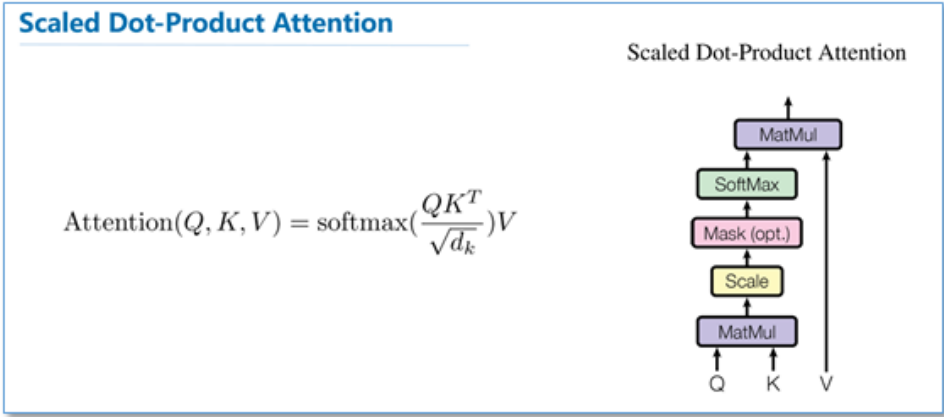 Scaled Dot-Product Attention
Scaled Dot-Product Attention
Attention(Q, K, V) = softmax(QK^T/√d_k)V
MatMul
SoftMax
Mask (opt.)
Scale
MatMul
Q K V